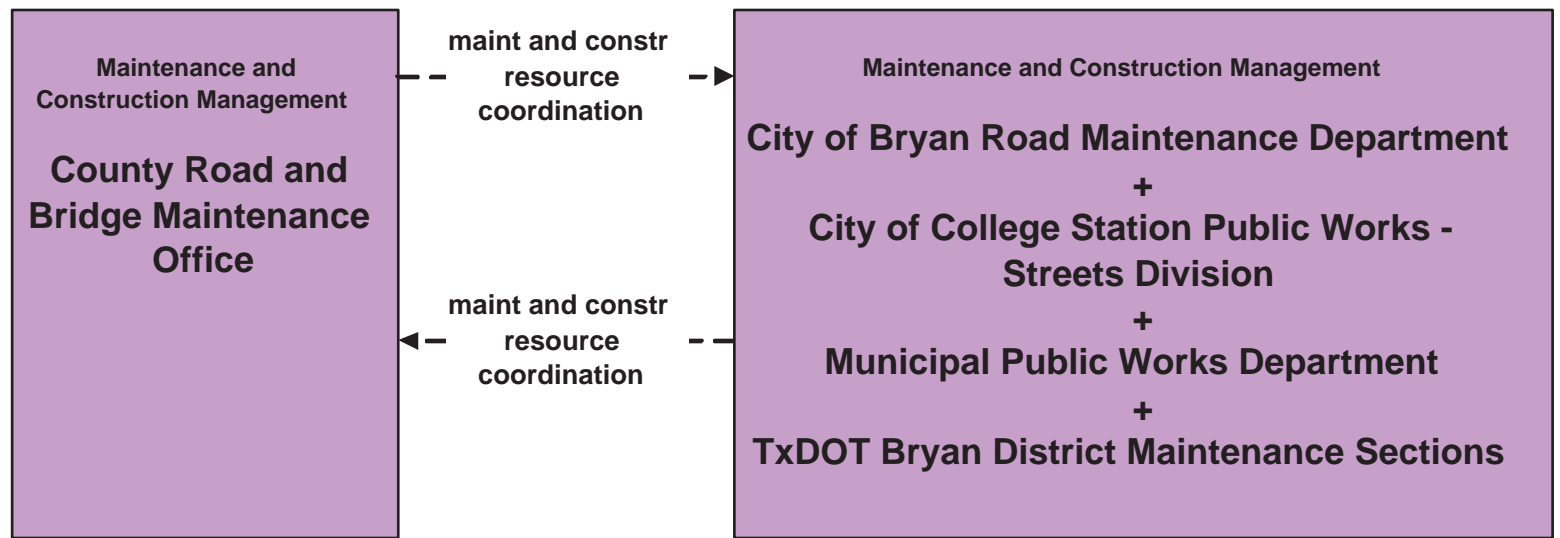 Maintenance and
Construction Management
County Road and
Bridge Maintenance
Office
maint and constr
resource
coordination
maint and constr
resource
coordination
Maintenance and Construction Management
City of Bryan Road Maintenance Department
+
City of College Station Public Works -
Streets Division
+
Municipal Public Works Department
+
TxDOT Bryan District Maintenance Sections